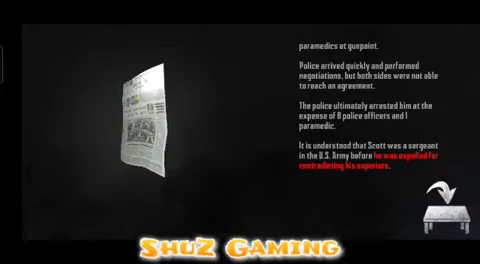 paramedics at gunpoint.
Police arrived quickly and performed
negotiations, but both sides were not able
to reach an agreement.
The police ultimately arrested him at the
expense of 8 police officers and 1
paramedic.
It is understood that Scott was a sergeant
in the U.S. Army before he was expelled for
contradicting his superiors.
SHUZ GAMING